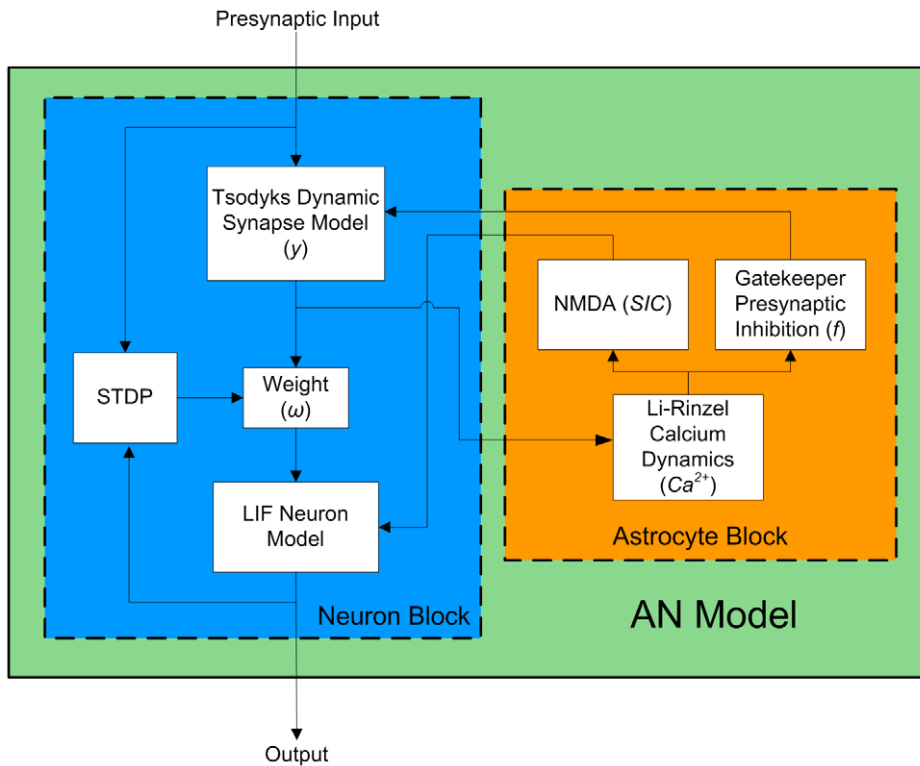 Presynaptic Input
Tsodyks Dynamic
Synapse Model
(y)
NMDA (SIC)
Gatekeeper
Presynaptic
Inhibition (f)
STDP
Weight
(ω)
Li-Rinzel
Calcium
Dynamics
(Ca²⁺)
LIF Neuron
Model
Astrocyte Block
Neuron Block
AN Model
Output